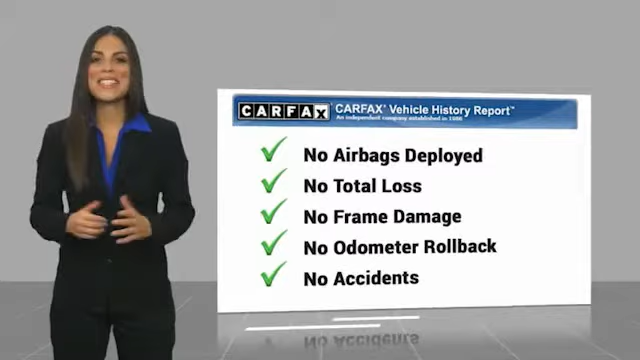 CARFAX CARFAX® Vehicle History Report™
An independent company established in 1986
No Airbags Deployed
No Total Loss
No Frame Damage
No Odometer Rollback
No Accidents